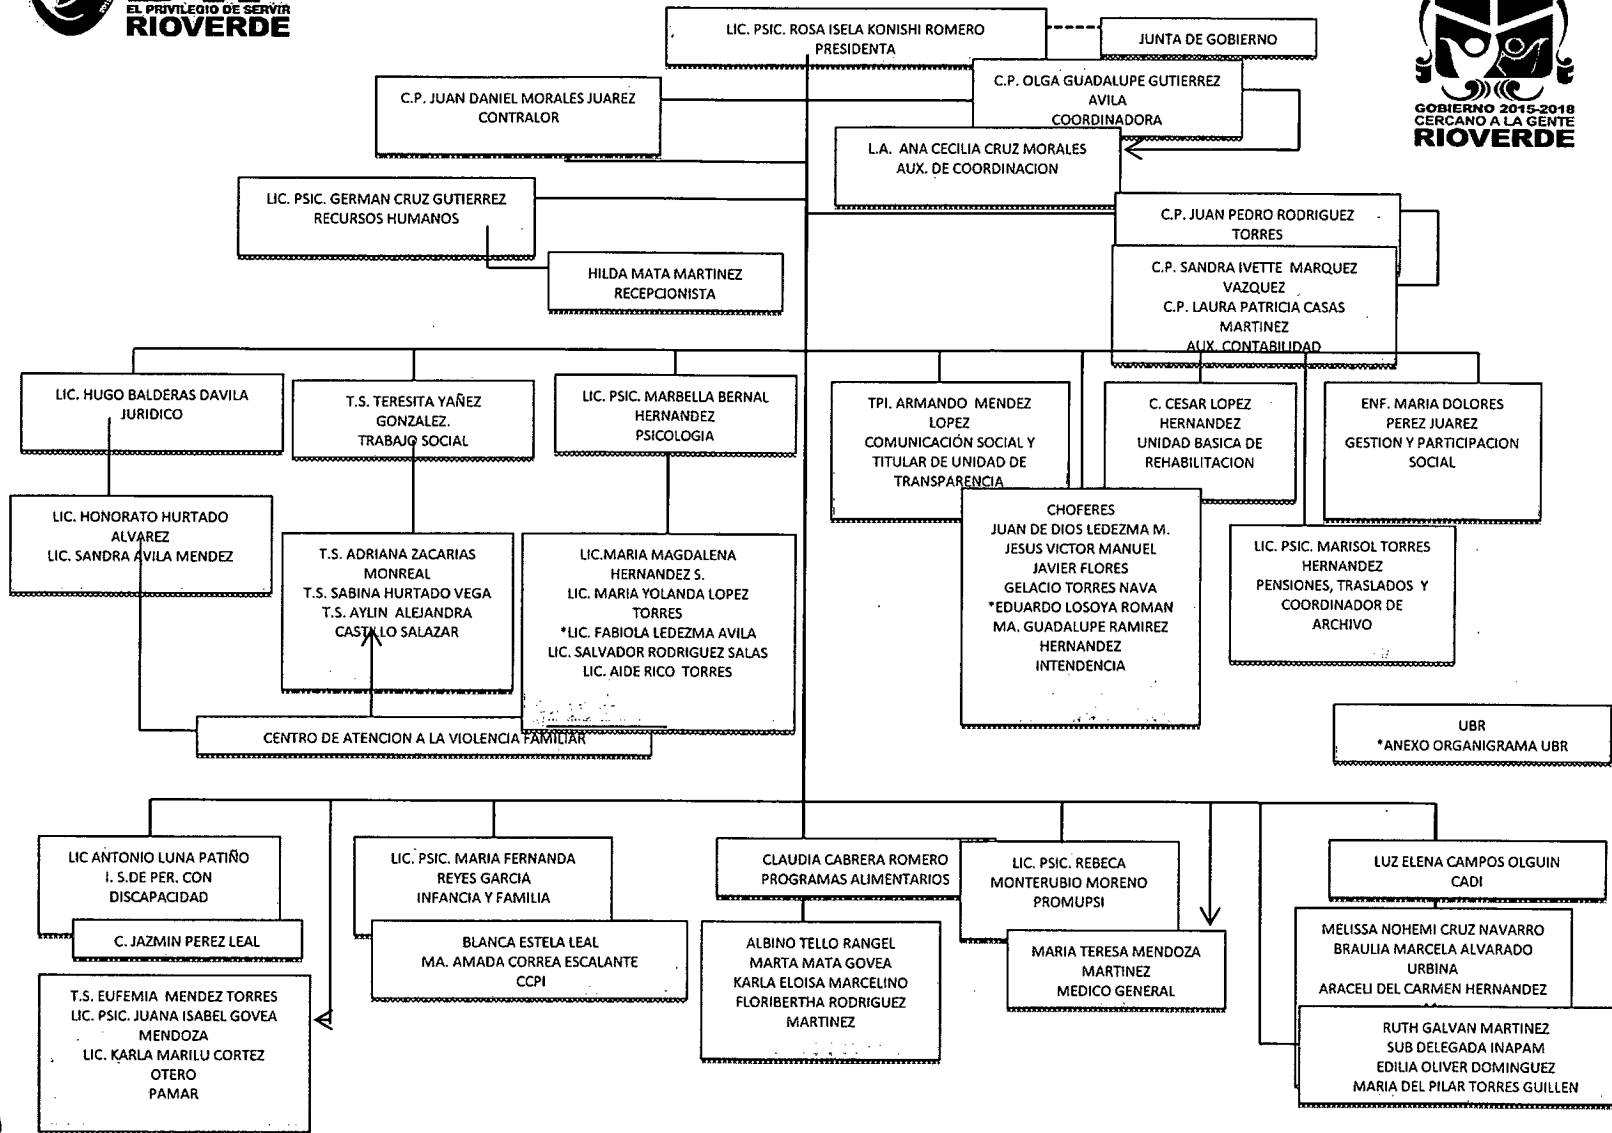 EL PRIVILEGIO DE SERVIR
RIOVERDE
LIC. PSIC. ROSA ISELA KONISHI ROMERO
PRESIDENTA
JUNTA DE GOBIERNO
GOBIERNO 2015-2018
CERCANO A LA GENTE
RIOVERDE
C.P. JUAN DANIEL MORALES JUAREZ
CONTRALOR
C.P. OLGA GUADALUPE GUTIERREZ
AVILA
COORDINADORA
L.A. ANA CECILIA CRUZ MORALES
AUX. DE COORDINACION
LIC. PSIC. GERMAN CRUZ GUTIERREZ
RECURSOS HUMANOS
HILDA MATA MARTINEZ
RECEPCIONISTA
C.P. JUAN PEDRO RODRIGUEZ
TORRES
C.P. SANDRA IVETTE MARQUEZ
VAZQUEZ
C.P. LAURA PATRICIA CASAS
MARTINEZ
AUX. CONTABILIDAD
LIC. HUGO BALDERAS DAVILA
JURIDICO
T.S. TERESITA YAÑEZ
GONZALEZ.
TRABAJO SOCIAL
LIC. PSIC. MARBELLA BERNAL
HERNANDEZ
PSICOLOGIA
TPI. ARMANDO MENDEZ
LOPEZ
COMUNICACIÓN SOCIAL Y
TITULAR DE UNIDAD DE
TRANSPARENCIA
C. CESAR LOPEZ
HERNANDEZ
UNIDAD BASICA DE
REHABILITACION
ENF. MARIA DOLORES
PEREZ JUAREZ
GESTION Y PARTICIPACION
SOCIAL
LIC. HONORATO HURTADO
ALVAREZ
LIC. SANDRA AVILA MENDEZ
T.S. ADRIANA ZACARIAS
MONREAL
T.S. SABINA HURTADO VEGA
T.S. AYLIN ALEJANDRA
CASTILLO SALAZAR
LIC.MARIA MAGDALENA
HERNANDEZ S.
LIC. MARIA YOLANDA LOPEZ
TORRES
*LIC. FABIOLA LEDEZMA AVILA
LIC. SALVADOR RODRIGUEZ SALAS
LIC. AIDE RICO TORRES
CHOFERES
JUAN DE DIOS LEDEZMA M.
JESUS VICTOR MANUEL
JAVIER FLORES
GELACIO TORRES NAVA
*EDUARDO LOSOYA ROMAN
MA. GUADALUPE RAMIREZ
HERNANDEZ
INTENDENCIA
LIC. PSIC. MARISOL TORRES
HERNANDEZ
PENSIONES, TRASLADOS Y
COORDINADOR DE
ARCHIVO
CENTRO DE ATENCION A LA VIOLENCIA FAMILIAR
UBR
*ANEXO ORGANIGRAMA UBR
LIC ANTONIO LUNA PATIÑO
I. S.DE PER. CON
DISCAPACIDAD
C. JAZMIN PEREZ LEAL
T.S. EUFEMIA MENDEZ TORRES
LIC. PSIC. JUANA ISABEL GOVEA
MENDOZA
LIC. KARLA MARILU CORTEZ
OTERO
PAMAR
LIC. PSIC. MARIA FERNANDA
REYES GARCIA
INFANCIA Y FAMILIA
BLANCA ESTELA LEAL
MA. AMADA CORREA ESCALANTE
CCPI
CLAUDIA CABRERA ROMERO
PROGRAMAS ALIMENTARIOS
ALBINO TELLO RANGEL
MARTA MATA GOVEA
KARLA ELOISA MARCELINO
FLORIBERTHA RODRIGUEZ
MARTINEZ
LIC. PSIC. REBECA
MONTERUBIO MORENO
PROMUPSI
MARIA TERESA MENDOZA
MARTINEZ
MEDICO GENERAL
LUZ ELENA CAMPOS OLGUIN
CADI
MELISSA NOHEMI CRUZ NAVARRO
BRAULIA MARCELA ALVARADO
URBINA
ARACELI DEL CARMEN HERNANDEZ
RUTH GALVAN MARTINEZ
SUB DELEGADA INAPAM
EDILIA OLIVER DOMINGUEZ
MARIA DEL PILAR TORRES GUILLEN